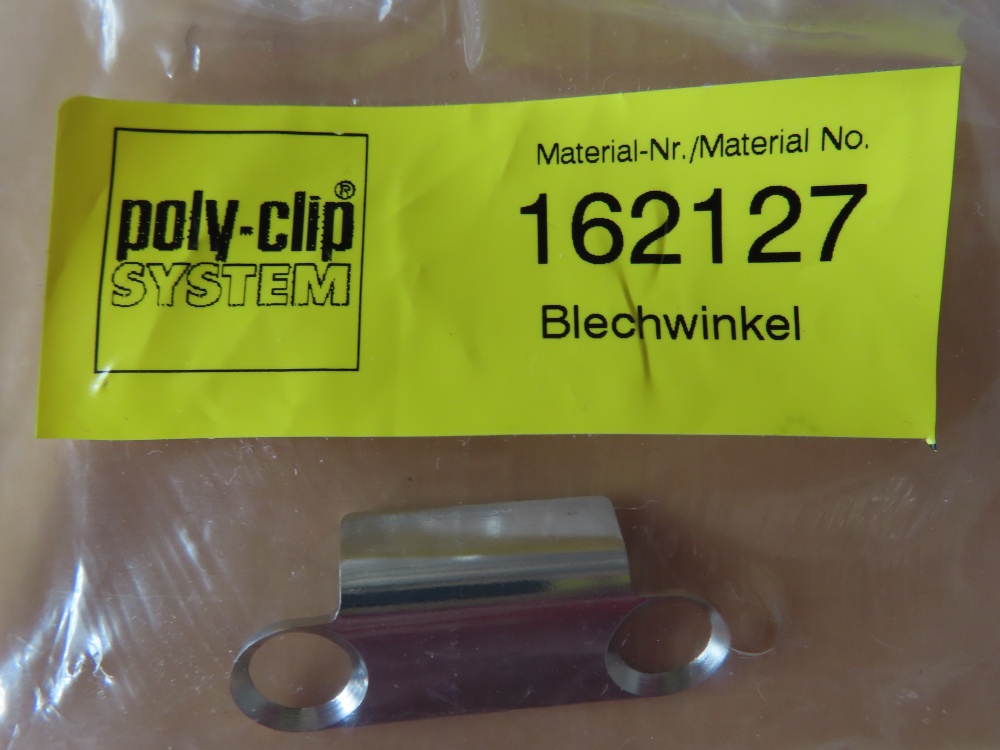 poly-clip®
SYSTEM
Material-Nr./Material No.
162127
Blechwinkel